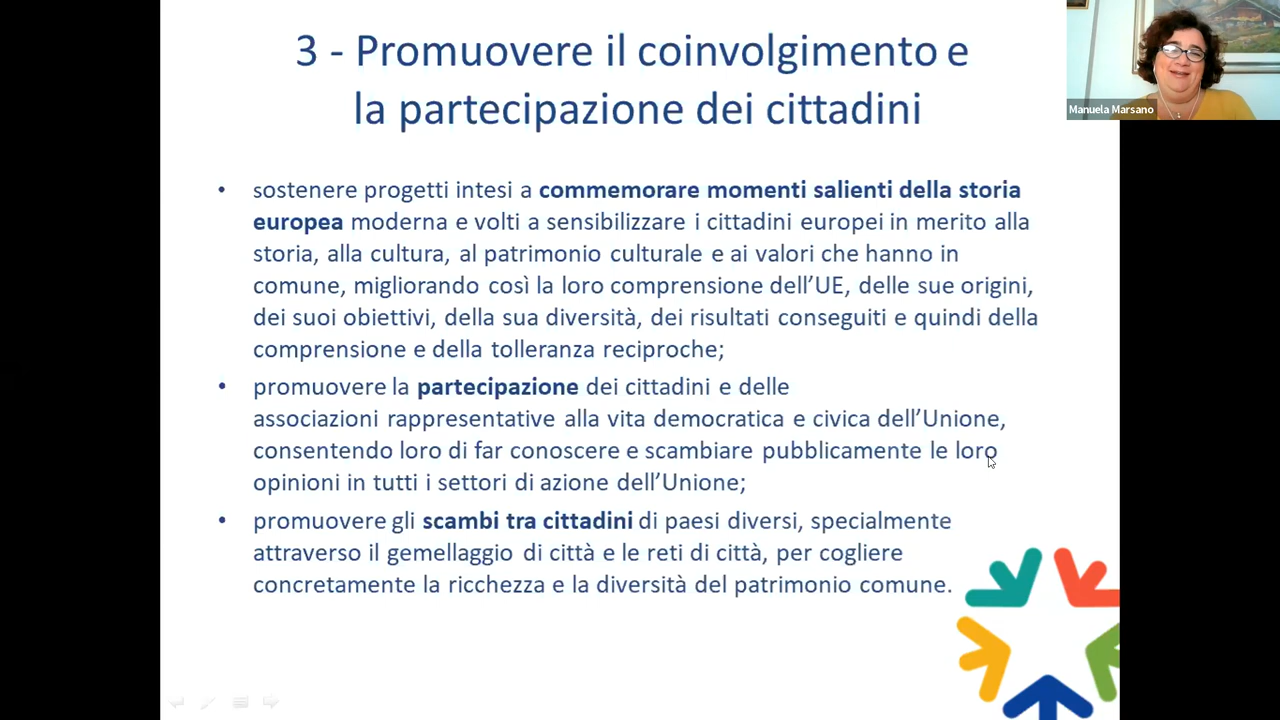 3 - Promuovere il coinvolgimento e
la partecipazione dei cittadini
Manuela Marsano
• sostenere progetti intesi a commemorare momenti salienti della storia
europea moderna e volti a sensibilizzare i cittadini europei in merito alla
storia, alla cultura, al patrimonio culturale e ai valori che hanno in
comune, migliorando così la loro comprensione dell'UE, delle sue origini,
dei suoi obiettivi, della sua diversità, dei risultati conseguiti e quindi della
comprensione e della tolleranza reciproche;
• promuovere la partecipazione dei cittadini e delle
associazioni rappresentative alla vita democratica e civica dell'Unione,
consentendo loro di far conoscere e scambiare pubblicamente le loro
opinioni in tutti i settori di azione dell'Unione;
• promuovere gli scambi tra cittadini di paesi diversi, specialmente
attraverso il gemellaggio di città e le reti di città, per cogliere
concretamente la ricchezza e la diversità del patrimonio comune.